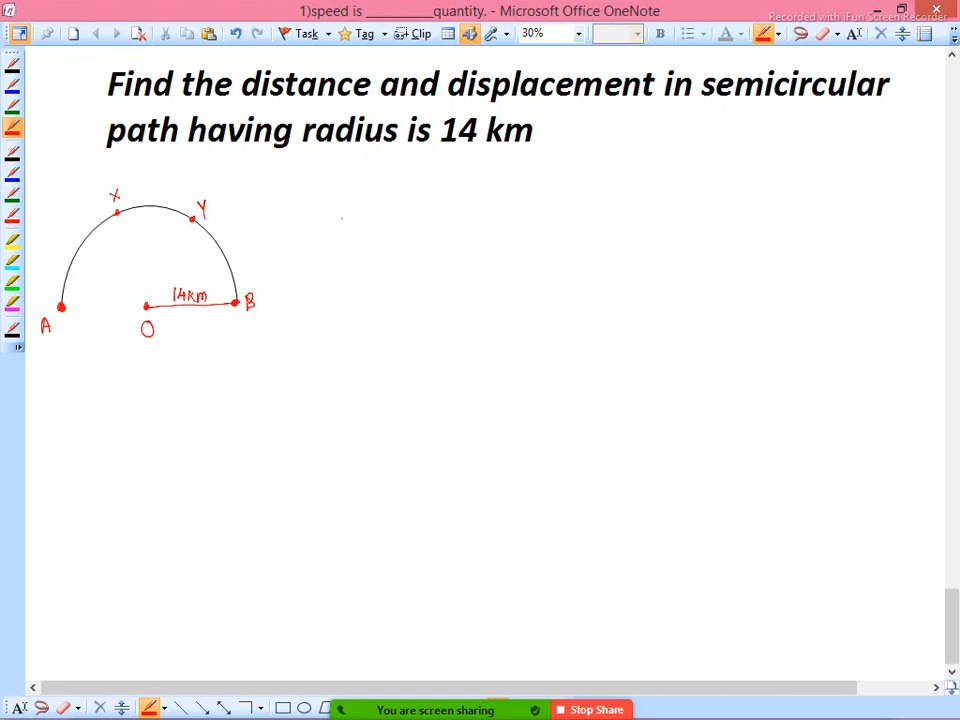 1)speed is _________quantity. - Microsoft Office OneNote
Recorded with iFun Screen Recorder
Task Tag Clip 30% B A A
Find the distance and displacement in semicircular
path having radius is 14 km
X
Y
14km
B
A
O
A
You are screen sharing Stop Share